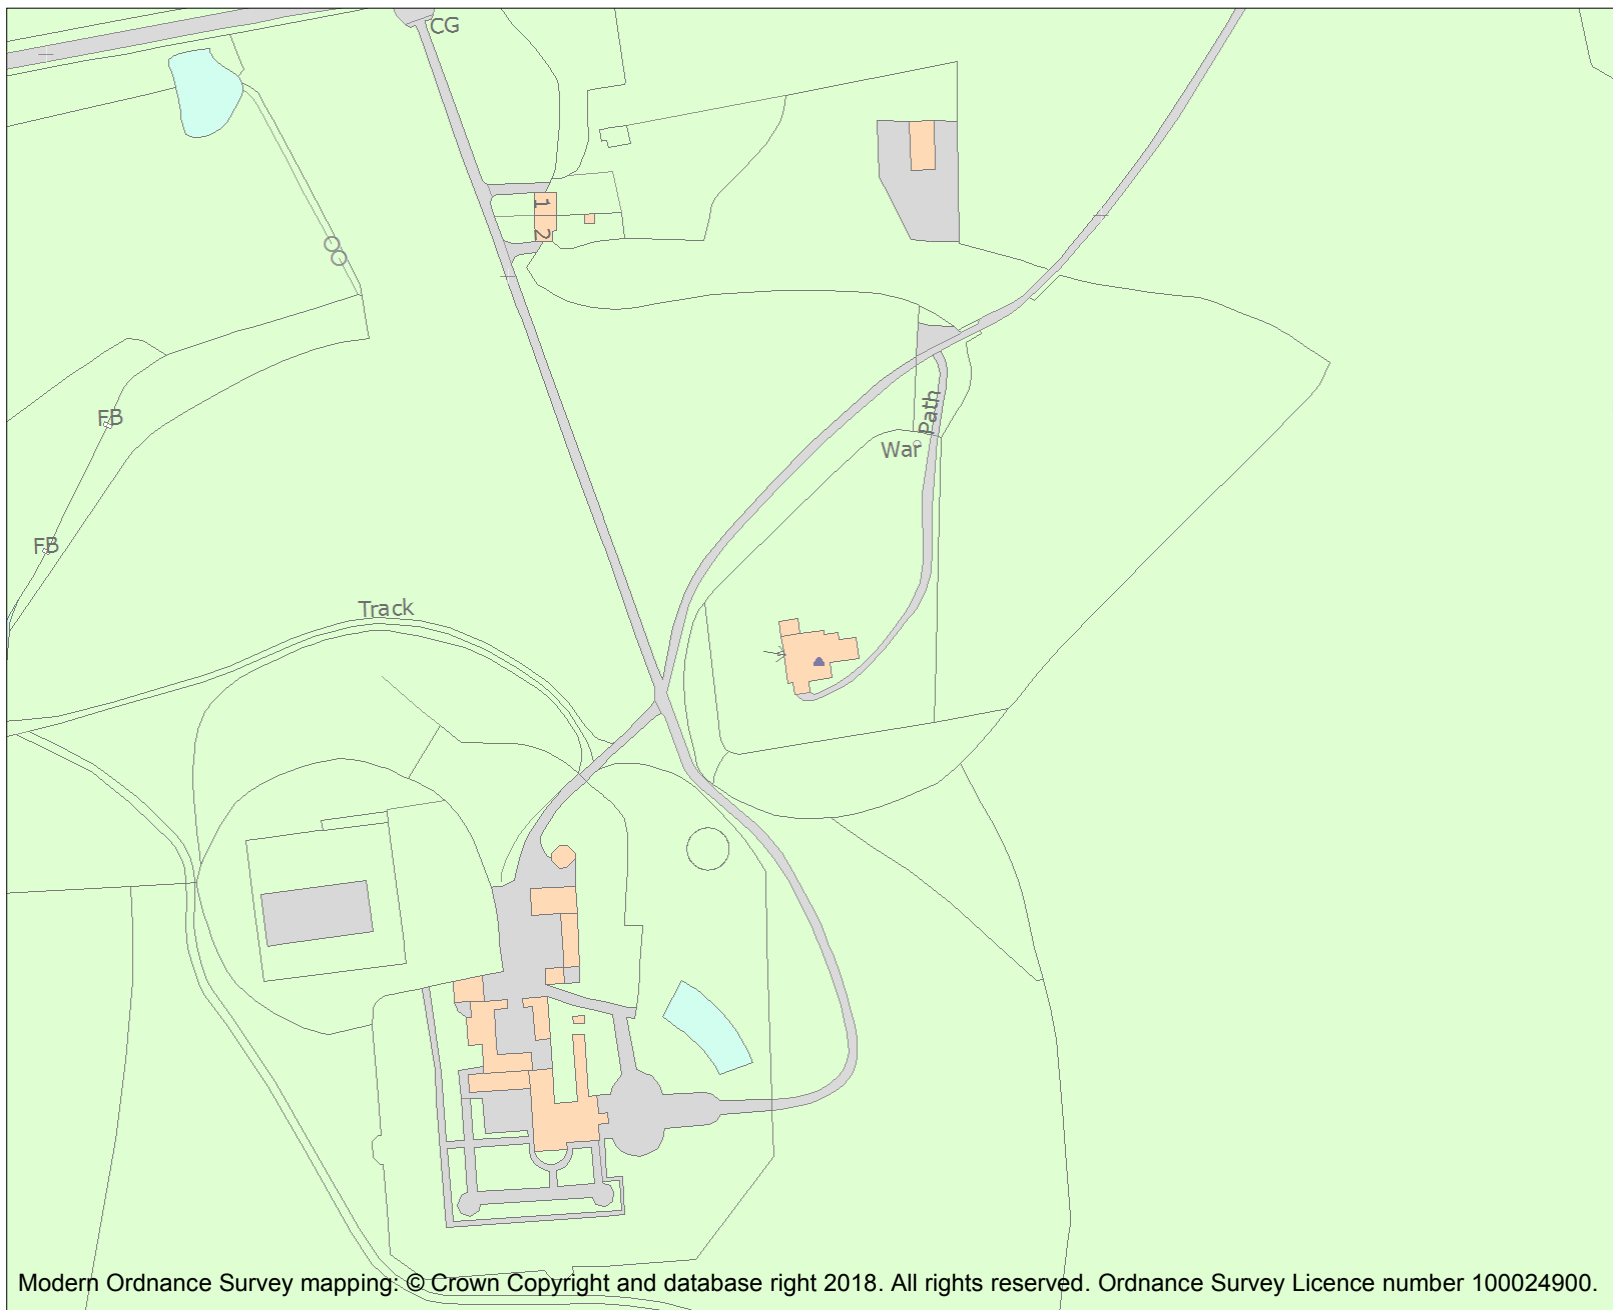 CG
1
2
FB
Path
War
FB
Track
Modern Ordnance Survey mapping: © Crown Copyright and database right 2018. All rights reserved. Ordnance Survey Licence number 100024900.